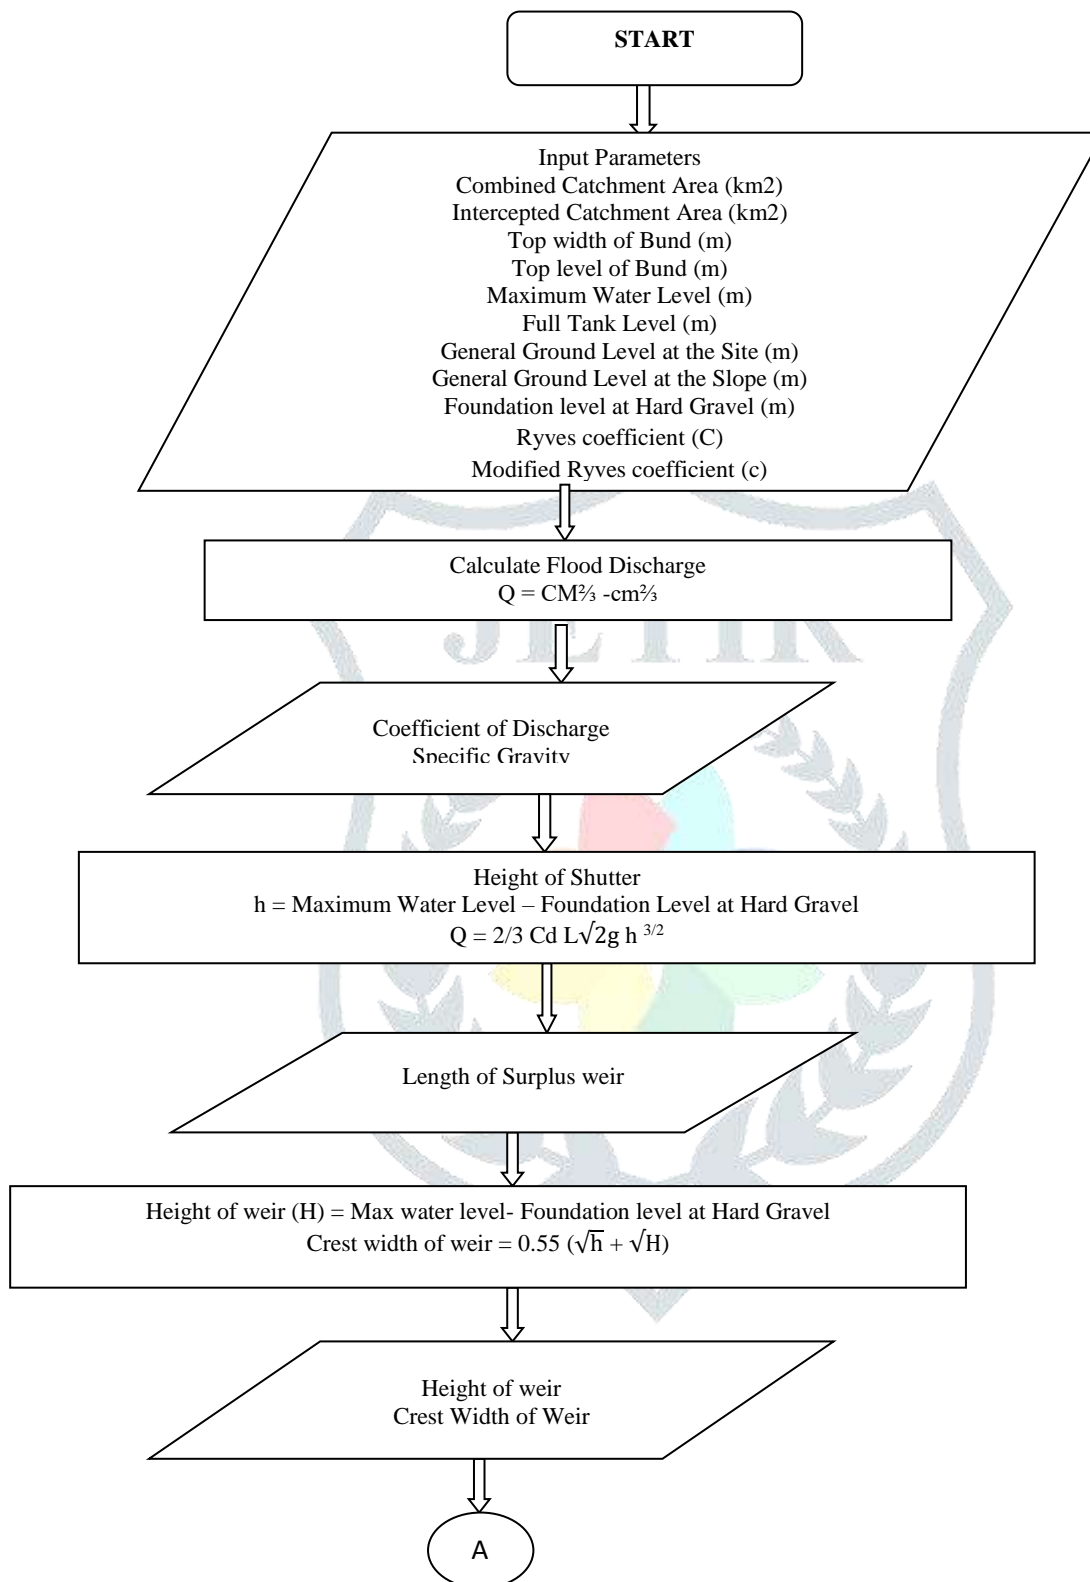 START
Input Parameters
Combined Catchment Area (km2)
Intercepted Catchment Area (km2)
Top width of Bund (m)
Top level of Bund (m)
Maximum Water Level (m)
Full Tank Level (m)
General Ground Level at the Site (m)
General Ground Level at the Slope (m)
Foundation level at Hard Gravel (m)
Ryves coefficient (C)
Modified Ryves coefficient (c)
Calculate Flood Discharge
Q = CM⅔ -cm⅔
JETIR
Coefficient of Discharge
Specific Gravity
Height of Shutter
h = Maximum Water Level – Foundation Level at Hard Gravel
Q = 2/3 Cd L√2g h 3/2
Length of Surplus weir
Height of weir (H) = Max water level- Foundation level at Hard Gravel
Crest width of weir = 0.55 (√h + √H)
Height of weir
Crest Width of Weir
A